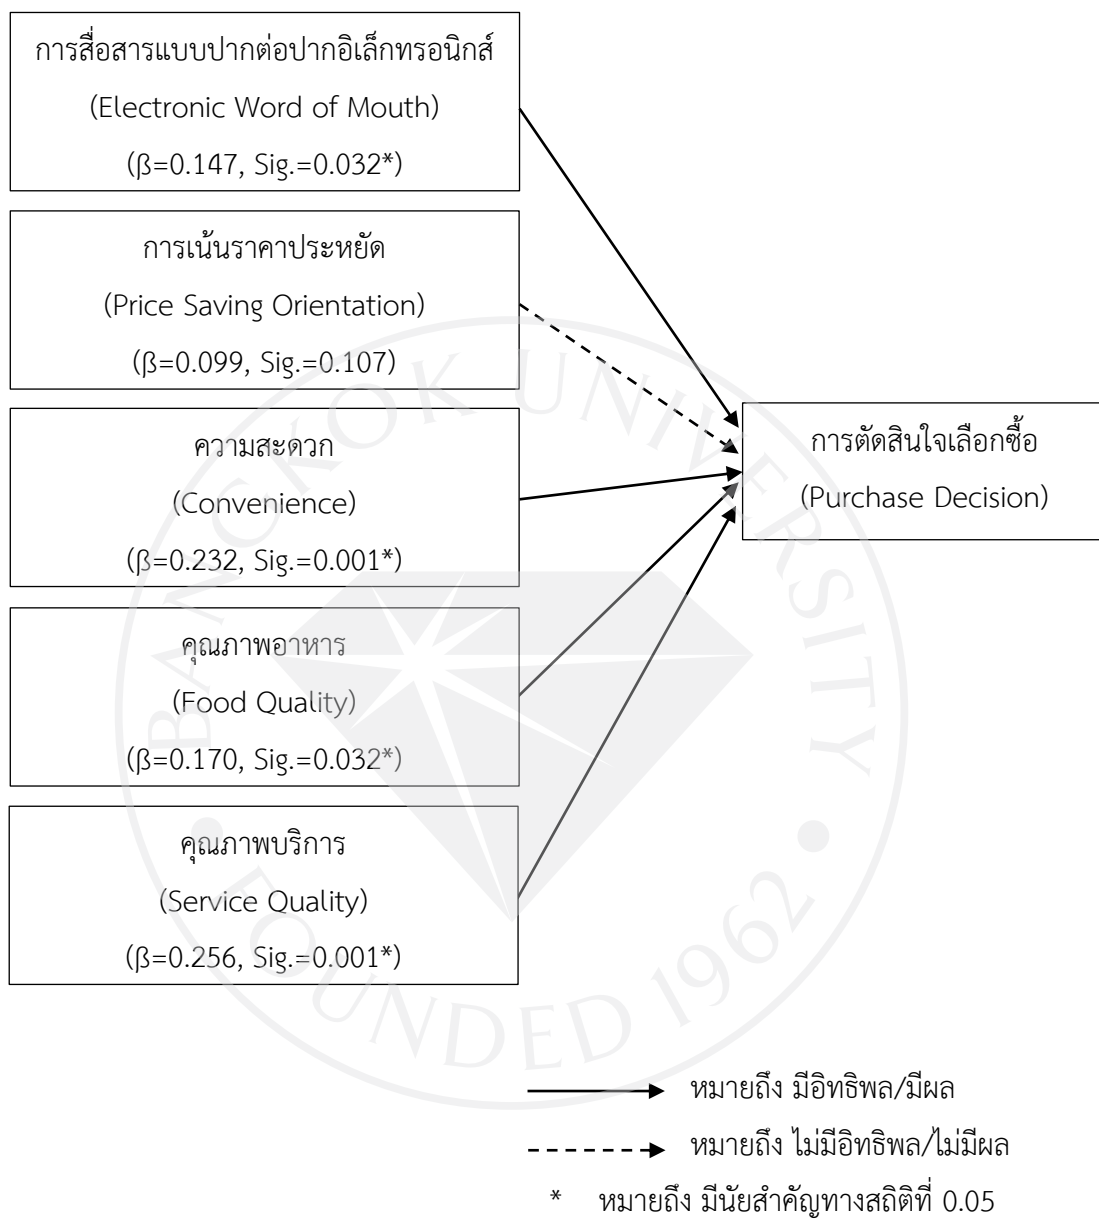 การสื่อสารแบบปากต่อปากอิเล็กทรอนิกส์
(Electronic Word of Mouth)
(β=0.147, Sig.=0.032*)
การเน้นราคาประหยัด
(Price Saving Orientation)
(β=0.099, Sig.=0.107)
ความสะดวก
(Convenience)
(β=0.232, Sig.=0.001*)
คุณภาพอาหาร
(Food Quality)
(β=0.170, Sig.=0.032*)
คุณภาพบริการ
(Service Quality)
(β=0.256, Sig.=0.001*)
การตัดสินใจเลือกซื้อ
(Purchase Decision)
BANGKOK UNIVERSITY
FOUNDED 1962
หมายถึง มีอิทธิพล/มีผล
หมายถึง ไม่มีอิทธิพล/ไม่มีผล
* หมายถึง มีนัยสำคัญทางสถิติที่ 0.05